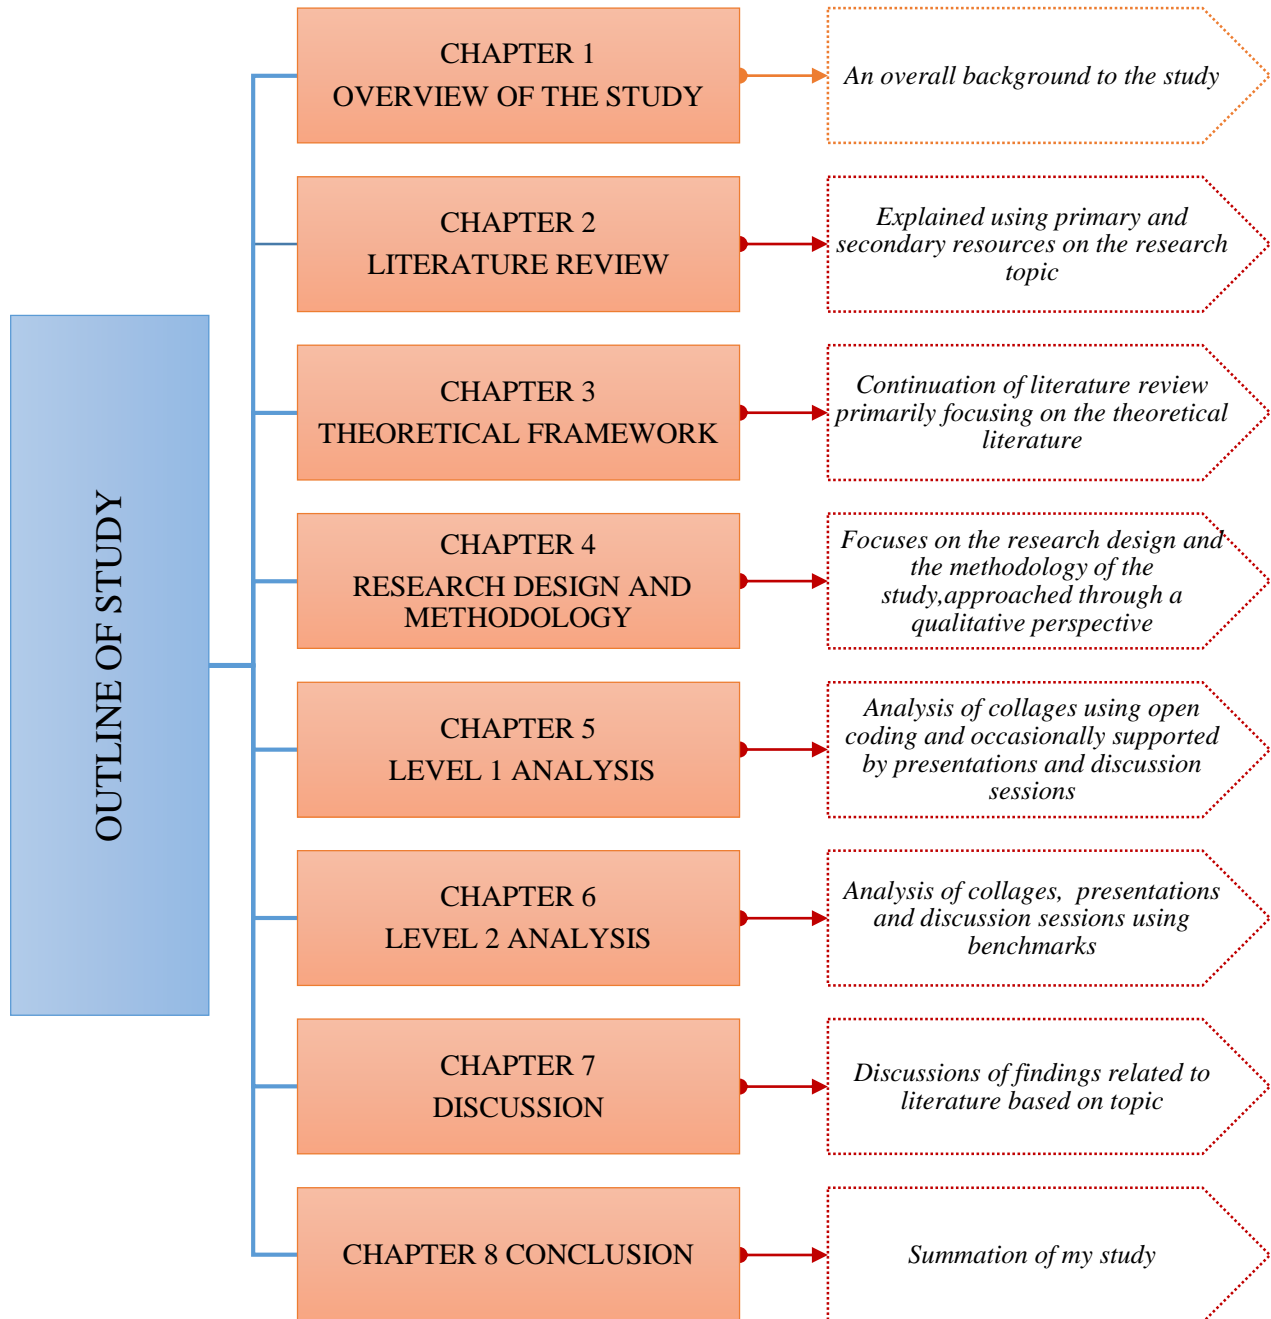 OUTLINE OF STUDY
CHAPTER 1
OVERVIEW OF THE STUDY
An overall background to the study
CHAPTER 2
LITERATURE REVIEW
Explained using primary and
secondary resources on the research
topic
CHAPTER 3
THEORETICAL FRAMEWORK
Continuation of literature review
primarily focusing on the theoretical
literature
CHAPTER 4
RESEARCH DESIGN AND
METHODOLOGY
Focuses on the research design and
the methodology of the
study,approached through a
qualitative perspective
CHAPTER 5
LEVEL 1 ANALYSIS
Analysis of collages using open
coding and occasionally supported
by presentations and discussion
sessions
CHAPTER 6
LEVEL 2 ANALYSIS
Analysis of collages,  presentations
and discussion sessions using
benchmarks
CHAPTER 7
DISCUSSION
Discussions of findings related to
literature based on topic
CHAPTER 8 CONCLUSION
Summation of my study